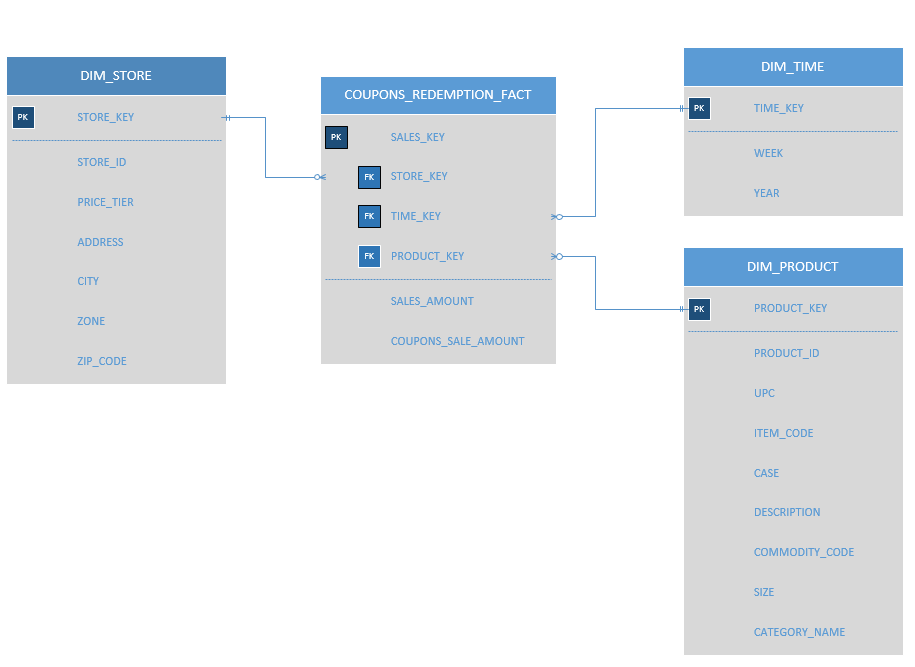 DIM_STORE
PK STORE_KEY
STORE_ID
PRICE_TIER
ADDRESS
CITY
ZONE
ZIP_CODE
COUPONS_REDEMPTION_FACT
PK SALES_KEY
FK STORE_KEY
FK TIME_KEY
FK PRODUCT_KEY
SALES_AMOUNT
COUPONS_SALE_AMOUNT
DIM_TIME
PK TIME_KEY
WEEK
YEAR
DIM_PRODUCT
PK PRODUCT_KEY
PRODUCT_ID
UPC
ITEM_CODE
CASE
DESCRIPTION
COMMODITY_CODE
SIZE
CATEGORY_NAME